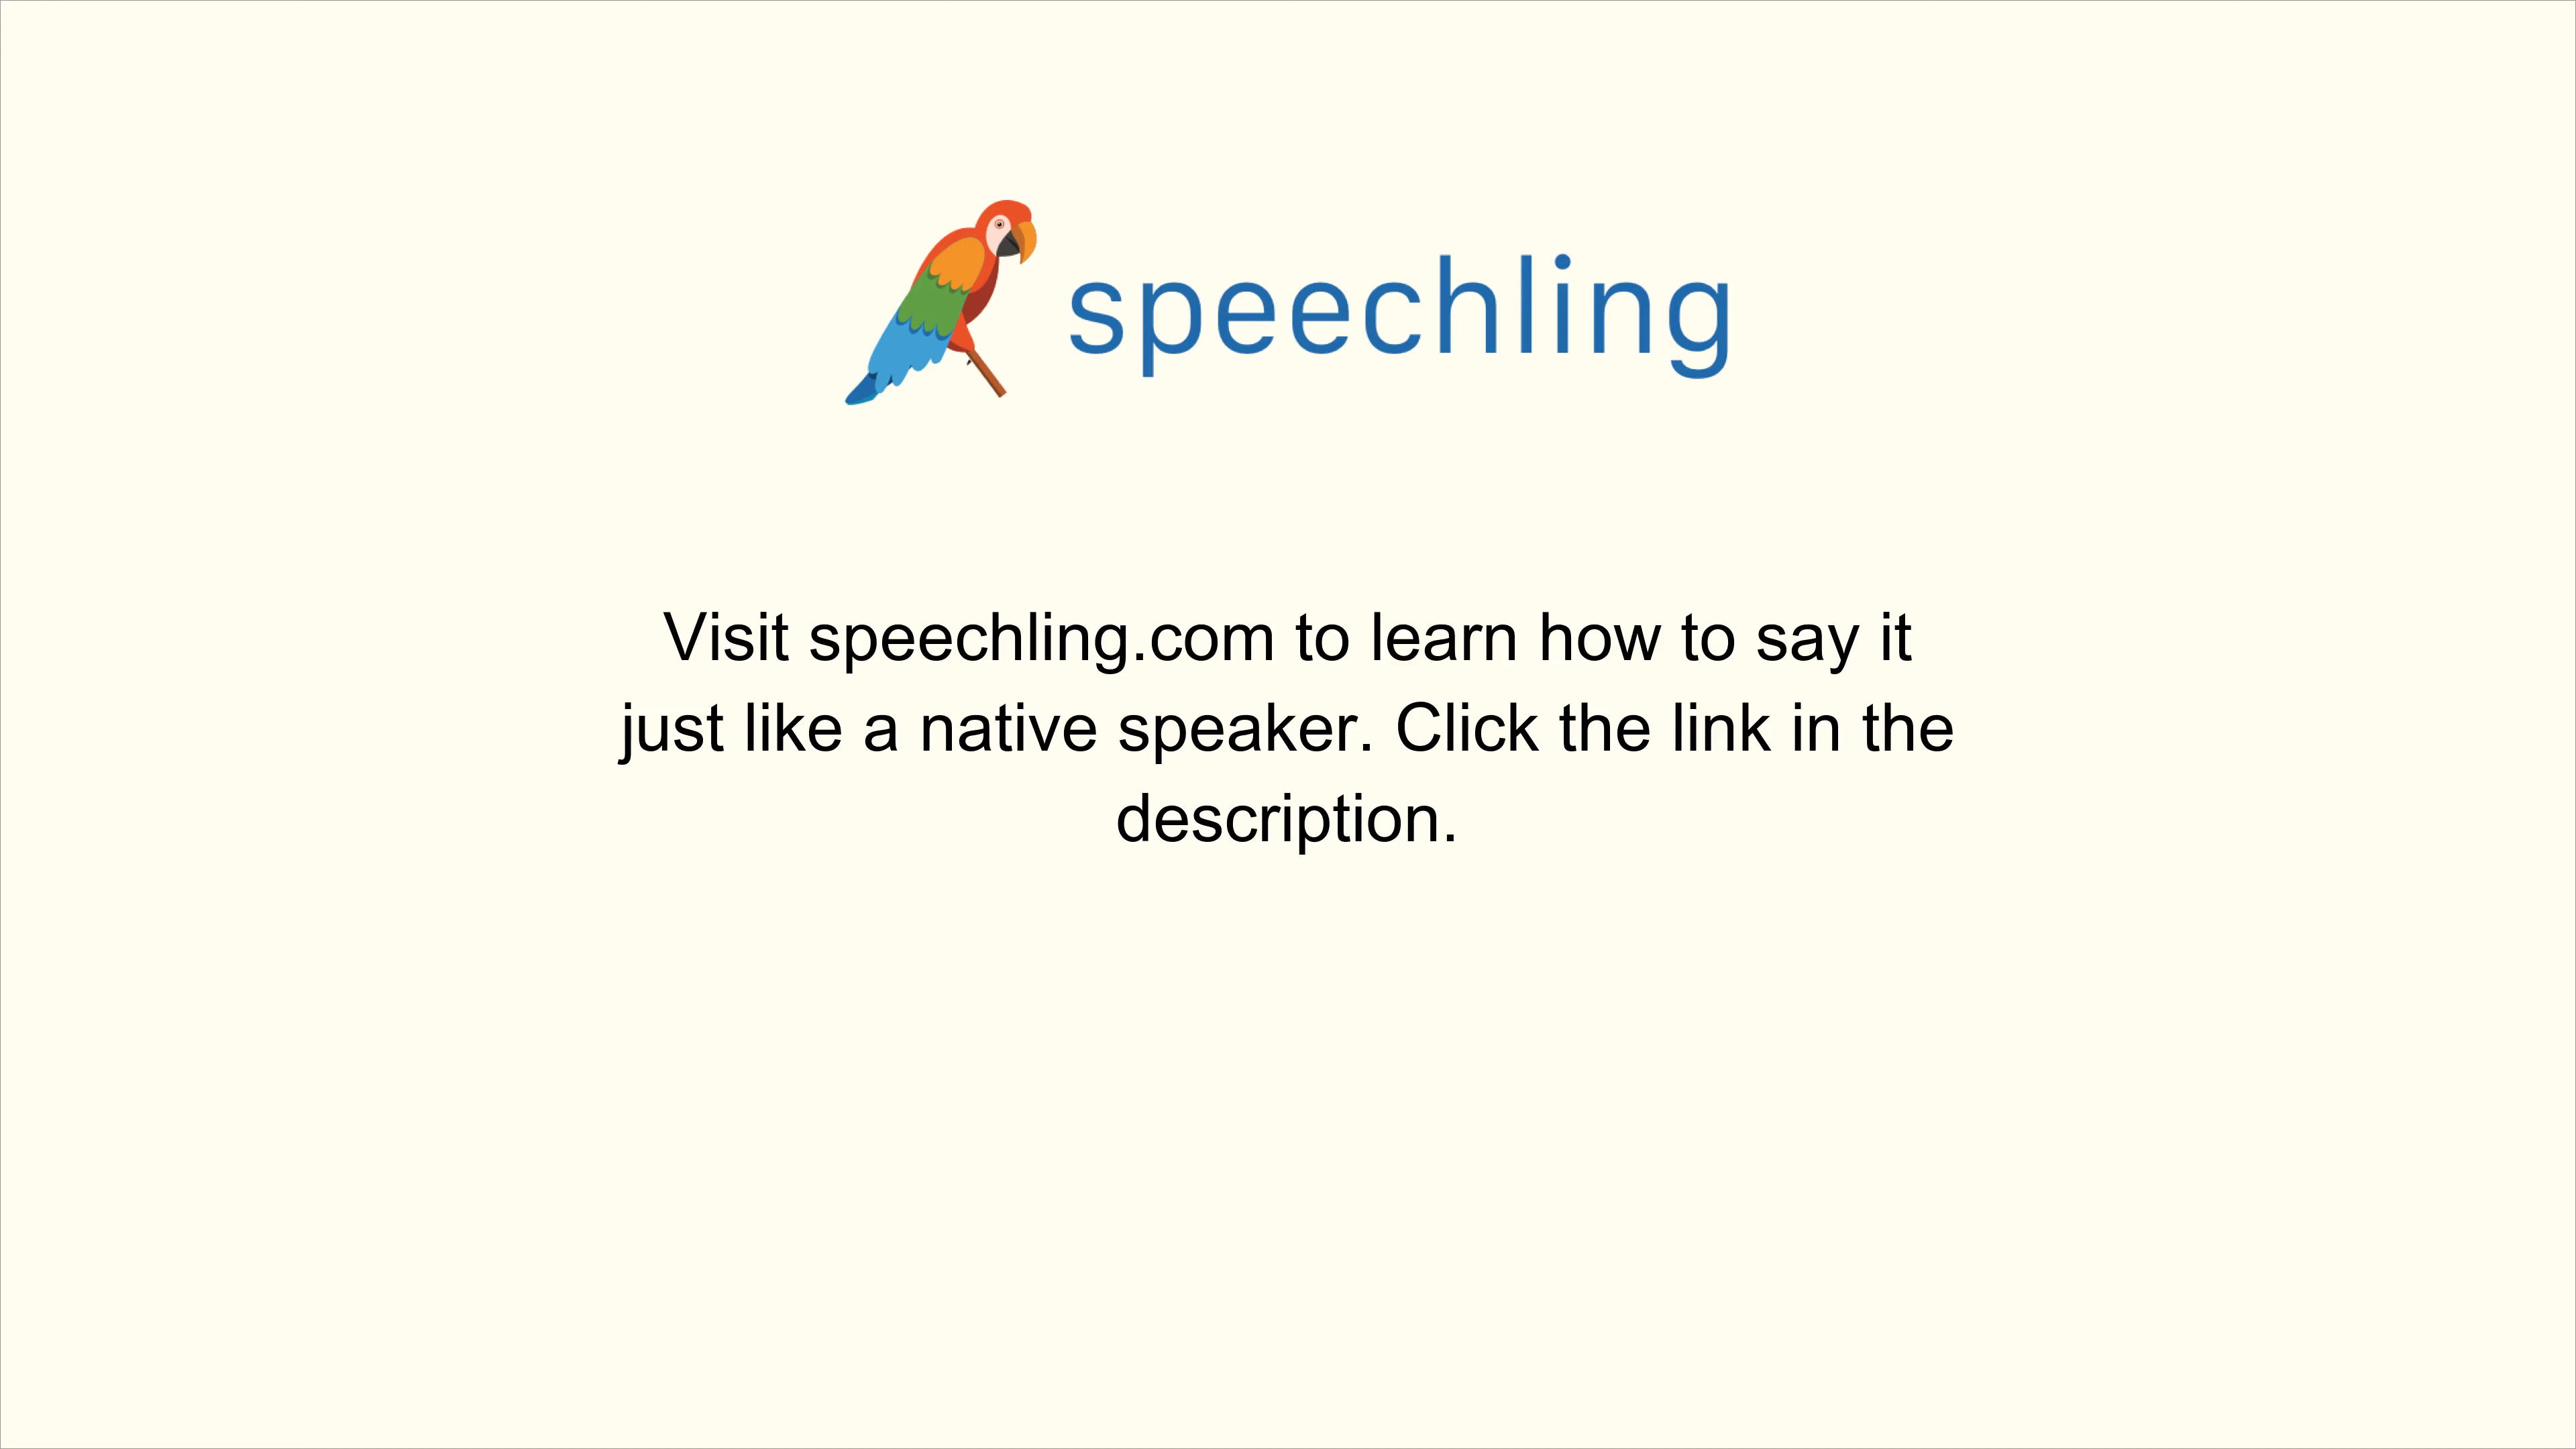 speechling
Visit speechling.com to learn how to say it
just like a native speaker. Click the link in the
description.